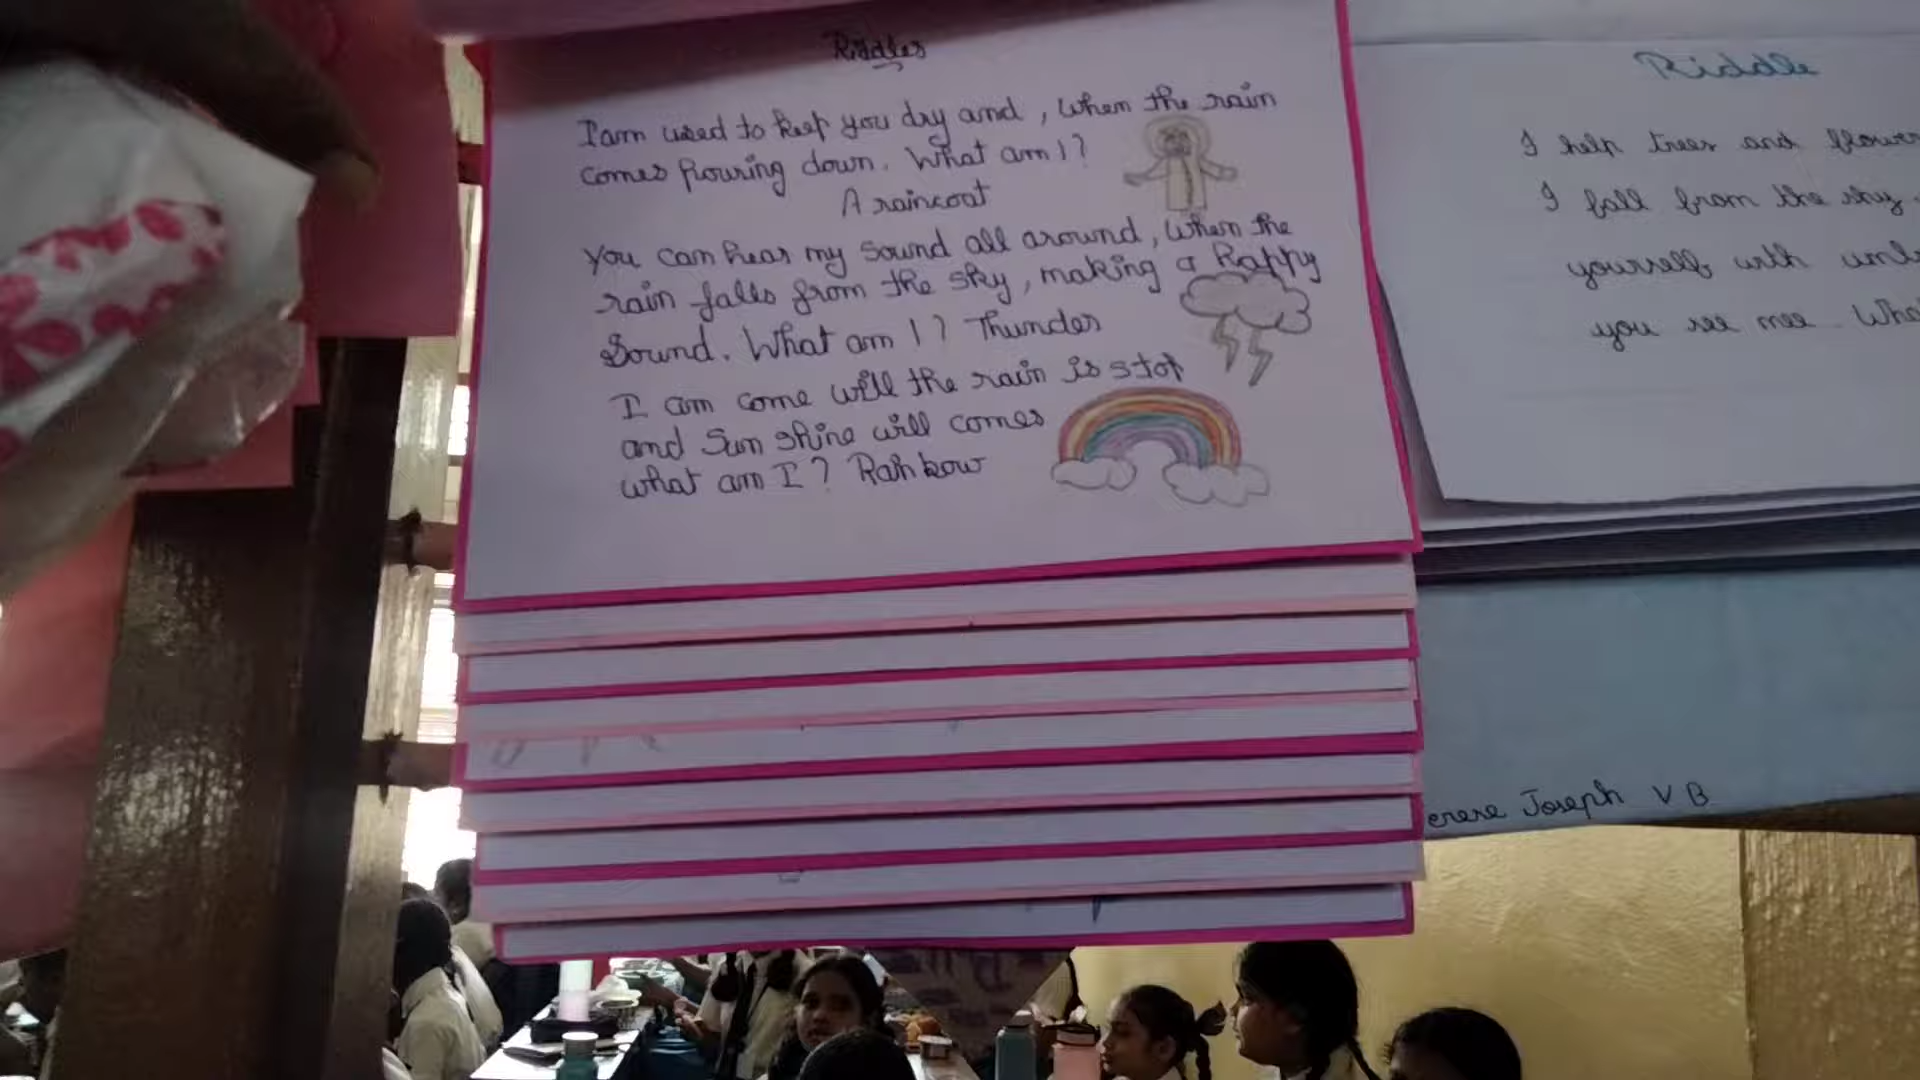 Riddles
I am used to keep you dry and, when the rain
comes pouring down. What am I?
A raincoat
You can hear my sound all around, when the
rain falls from the sky, making a happy
Sound. What am I? Thunder
I am come will the rain is stop
and Sun shine will comes
what am I? Rainbow
Riddle
I help trees and flower
I fall from the sky
yourself with
you see mee. What
Joseph V B